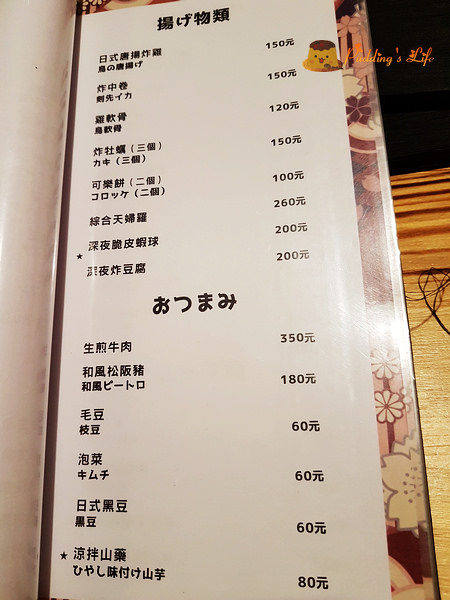 揚げ物類
日式唐揚炸雞 150元
鳥の唐揚げ
炸中卷 150元
剣先イカ
雞軟骨 120元
鳥軟骨
炸牡蠣（三個） 150元
カキ（三個）
可樂餅（二個） 100元
コロッケ（二個）
綜合天婦羅 260元
深夜脆皮蝦球 200元
★ 深夜炸豆腐 200元
おつまみ
生煎牛肉 350元
和風松阪豬 180元
和風ピートロ
毛豆 60元
枝豆
泡菜 60元
キムチ
日式黑豆 60元
黒豆
★ 涼拌山藥 80元
ひやし味付け山芋
Pudding's Life